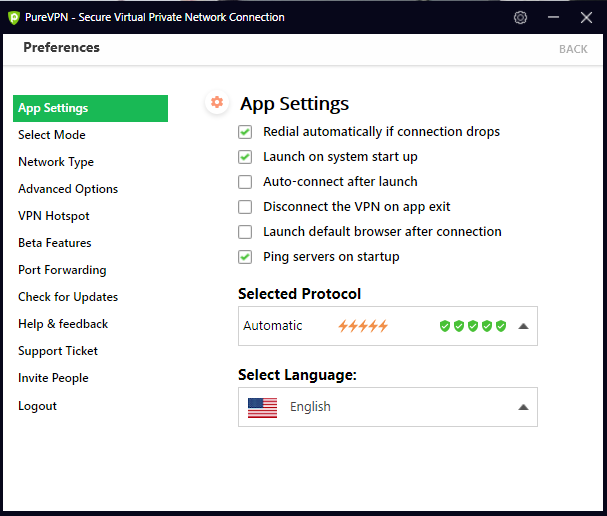 PureVPN - Secure Virtual Private Network Connection
Preferences
BACK
App Settings
Select Mode
Network Type
Advanced Options
VPN Hotspot
Beta Features
Port Forwarding
Check for Updates
Help & feedback
Support Ticket
Invite People
Logout
App Settings
Redial automatically if connection drops
Launch on system start up
Auto-connect after launch
Disconnect the VPN on app exit
Launch default browser after connection
Ping servers on startup
Selected Protocol
Automatic
Select Language:
English